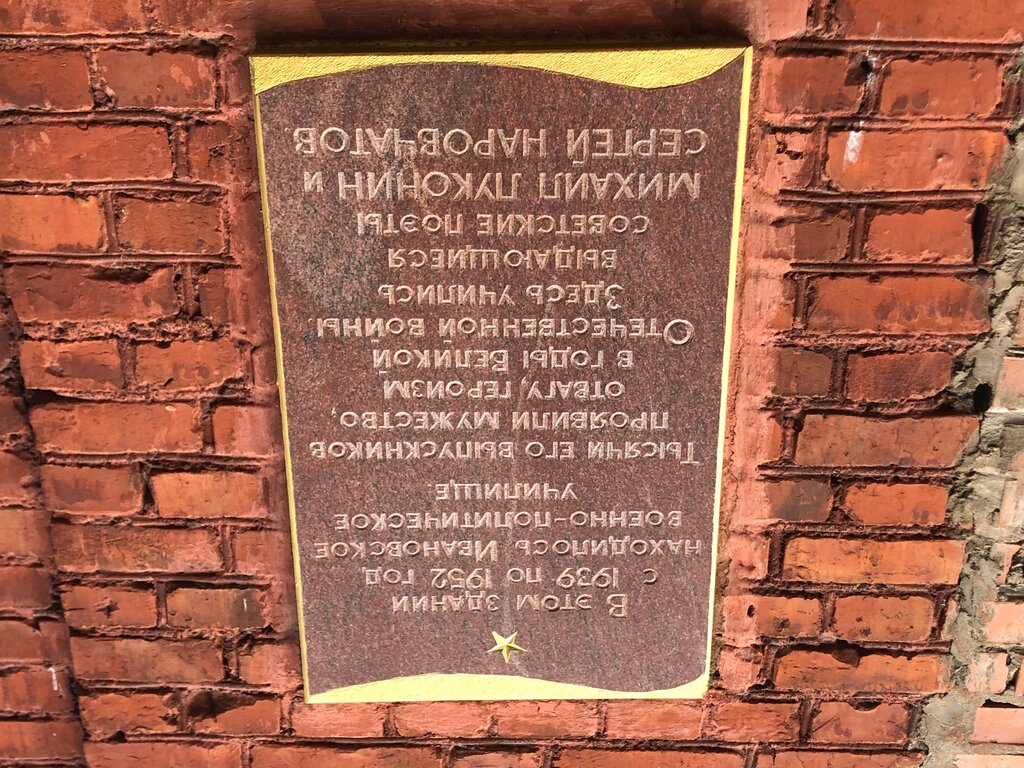 В этом здании
с 1939 по 1952 год
находилось Ивановское
военно-политическое
училище.
Тысячи его выпускников
проявили мужество,
отвагу, героизм
в годы Великой
Отечественной войны.
Здесь учились
выдающиеся
советские поэты
МИХАИЛ ЛУКОНИН и
СЕРГЕЙ НАРОВЧАТОВ.